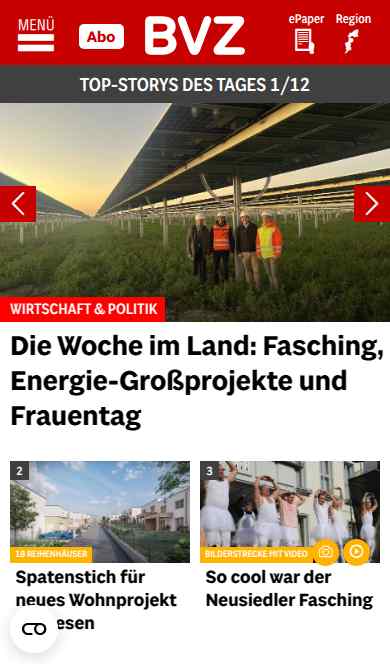 MENÜ
Abo
BVZ
ePaper
Region
TOP-STORYS DES TAGES 1/12
WIRTSCHAFT & POLITIK
Die Woche im Land: Fasching,
Energie-Großprojekte und
Frauentag
2
18 REIHENHÄUSER
Spatenstich für
neues Wohnprojekt
esen
3
BILDERSTRECKE MIT VIDEO
So cool war der
Neusiedler Fasching